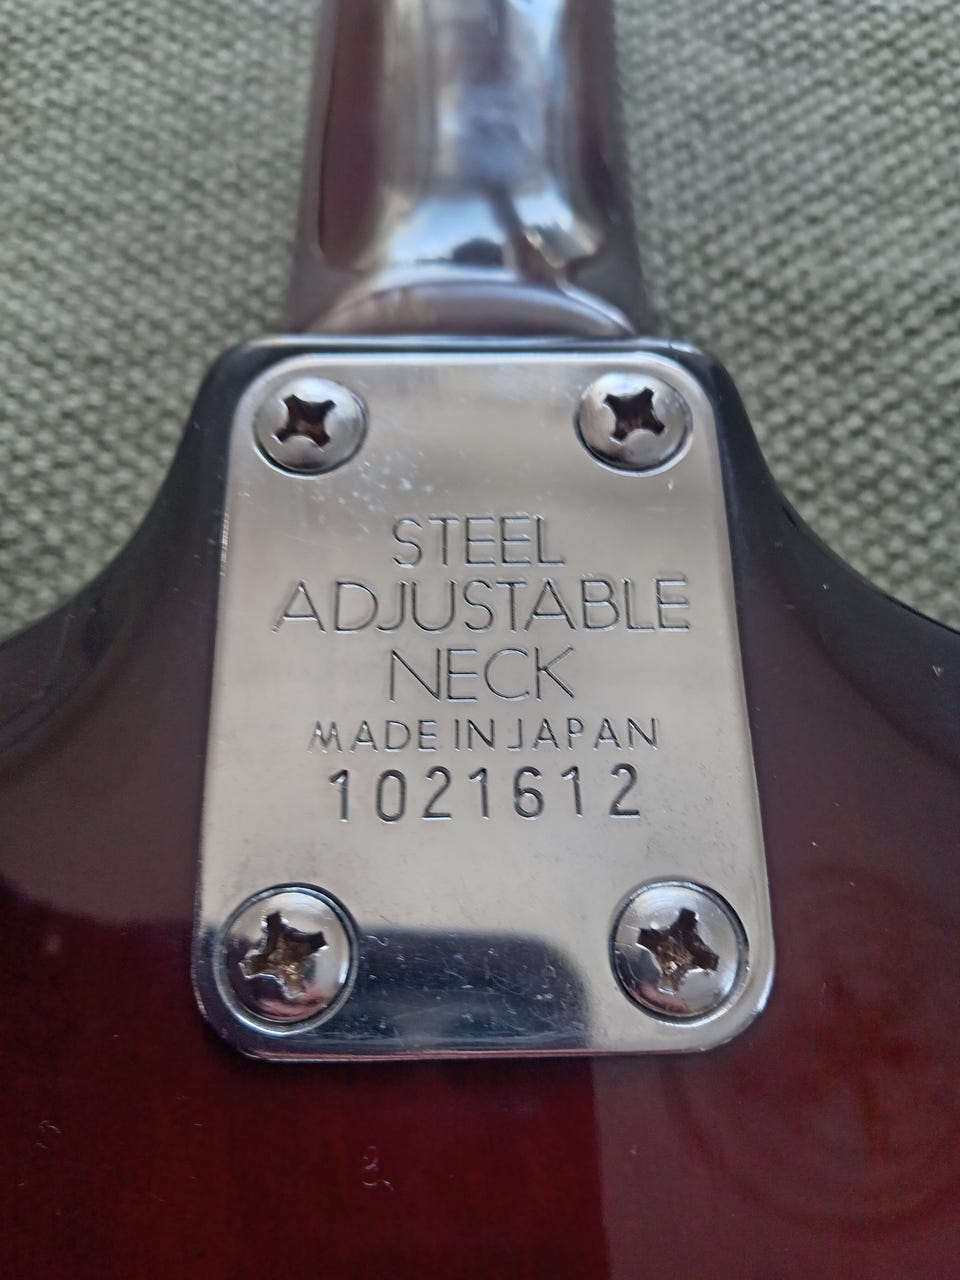 STEEL
ADJUSTABLE
NECK
MADE IN JAPAN
1021612